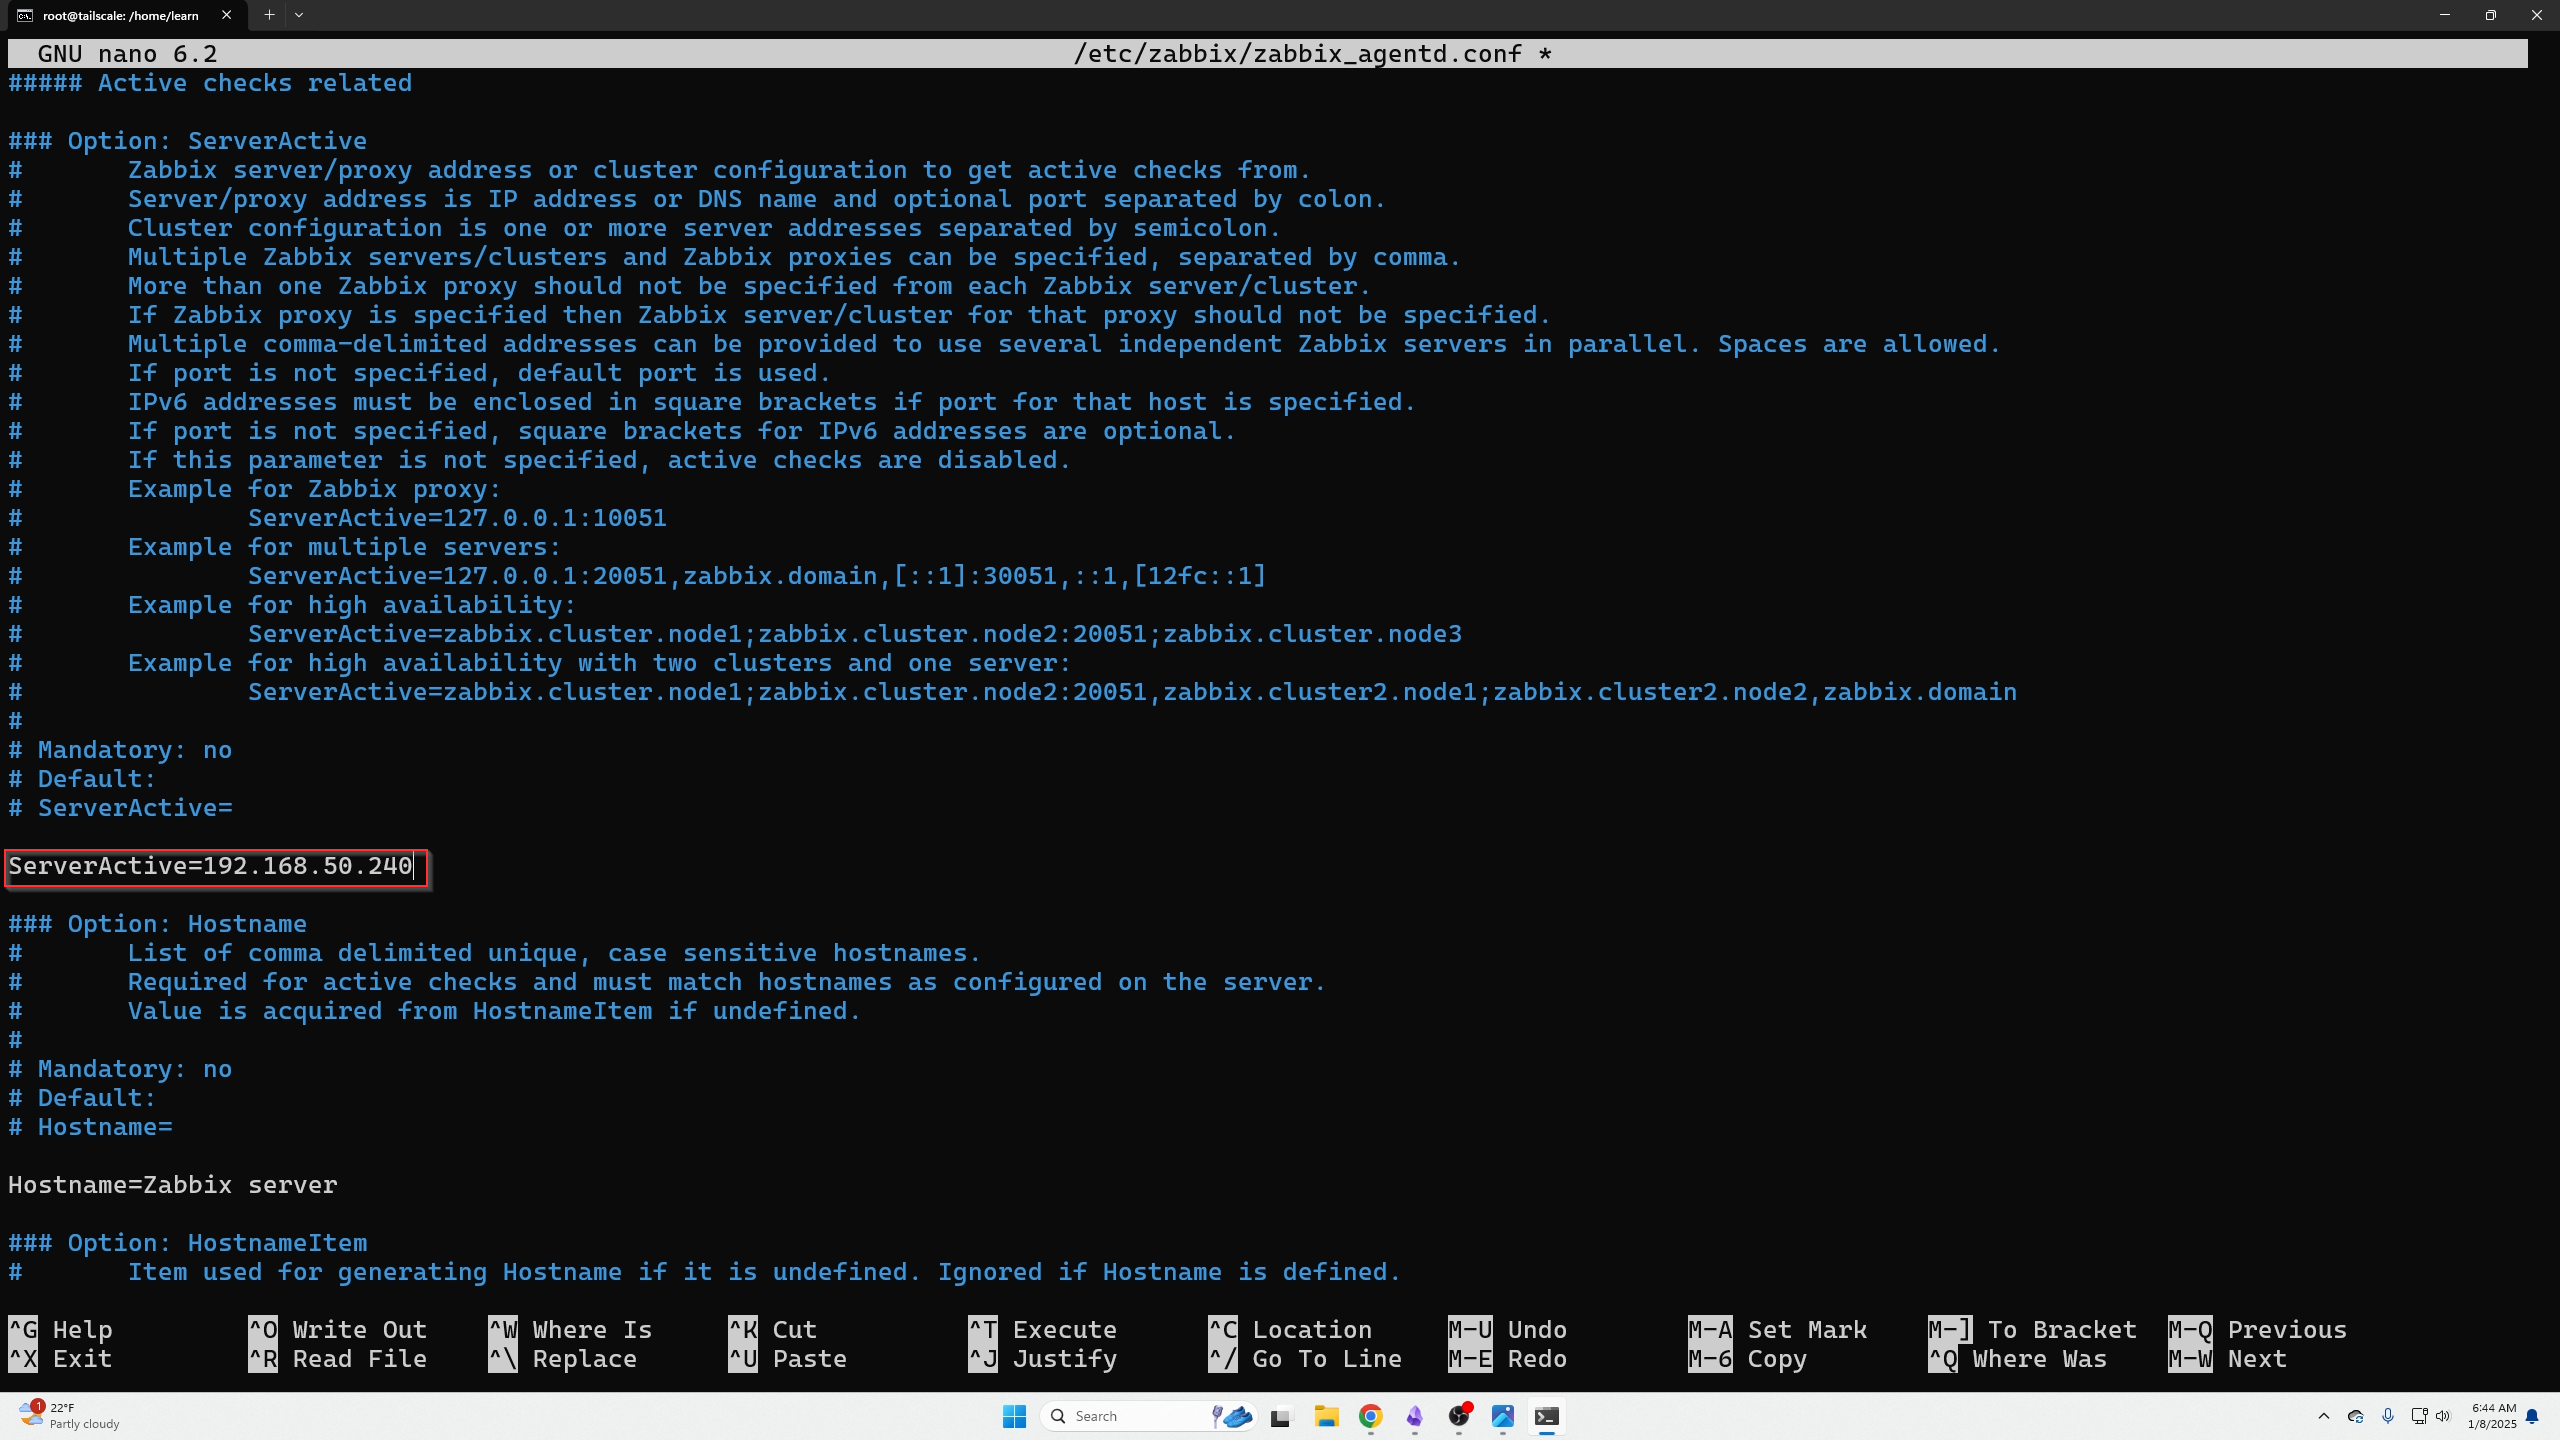 root@tailscale: /home/learn
GNU nano 6.2 /etc/zabbix/zabbix_agentd.conf *
##### Active checks related
### Option: ServerActive
# Zabbix server/proxy address or cluster configuration to get active checks from.
# Server/proxy address is IP address or DNS name and optional port separated by colon.
# Cluster configuration is one or more server addresses separated by semicolon.
# Multiple Zabbix servers/clusters and Zabbix proxies can be specified, separated by comma.
# More than one Zabbix proxy should not be specified from each Zabbix server/cluster.
# If Zabbix proxy is specified then Zabbix server/cluster for that proxy should not be specified.
# Multiple comma-delimited addresses can be provided to use several independent Zabbix servers in parallel. Spaces are allowed.
# If port is not specified, default port is used.
# IPv6 addresses must be enclosed in square brackets if port for that host is specified.
# If port is not specified, square brackets for IPv6 addresses are optional.
# If this parameter is not specified, active checks are disabled.
# Example for Zabbix proxy:
# ServerActive=127.0.0.1:10051
# Example for multiple servers:
# ServerActive=127.0.0.1:20051,zabbix.domain,[::1]:30051,::1,[12fc::1]
# Example for high availability:
# ServerActive=zabbix.cluster.node1;zabbix.cluster.node2:20051;zabbix.cluster.node3
# Example for high availability with two clusters and one server:
# ServerActive=zabbix.cluster.node1;zabbix.cluster.node2:20051,zabbix.cluster2.node1;zabbix.cluster2.node2,zabbix.domain
#
# Mandatory: no
# Default:
# ServerActive=
ServerActive=192.168.50.240
### Option: Hostname
# List of comma delimited unique, case sensitive hostnames.
# Required for active checks and must match hostnames as configured on the server.
# Value is acquired from HostnameItem if undefined.
#
# Mandatory: no
# Default:
# Hostname=
Hostname=Zabbix server
### Option: HostnameItem
# Item used for generating Hostname if it is undefined. Ignored if Hostname is defined.
^G Help ^O Write Out ^W Where Is ^K Cut ^T Execute ^C Location M-U Undo M-A Set Mark M-] To Bracket M-Q Previous
^X Exit ^R Read File ^\ Replace ^U Paste ^J Justify ^/ Go To Line M-E Redo M-6 Copy ^Q Where Was M-W Next
1 22°F
Partly cloudy
Search
6:44 AM
1/8/2025